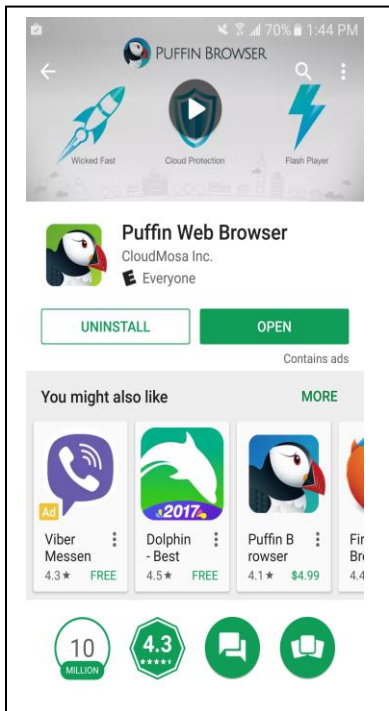 70% 1:44 PM
PUFFIN BROWSER
Wicked Fast
Cloud Protection
Flash Player
Puffin Web Browser
CloudMosa Inc.
E Everyone
UNINSTALL
OPEN
Contains ads
You might also like
MORE
Ad
2017
Viber
Messen
4.3★ FREE
Dolphin
- Best
4.5★ FREE
Puffin B
rowser
4.1★ $4.99
Fir
Bro
4.4
10
MILLION
4.3